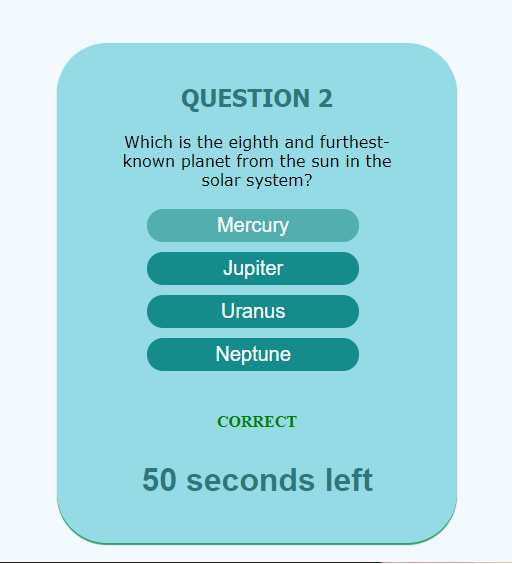 QUESTION 2
Which is the eighth and furthest-
known planet from the sun in the
solar system?
Mercury
Jupiter
Uranus
Neptune
CORRECT
50 seconds left